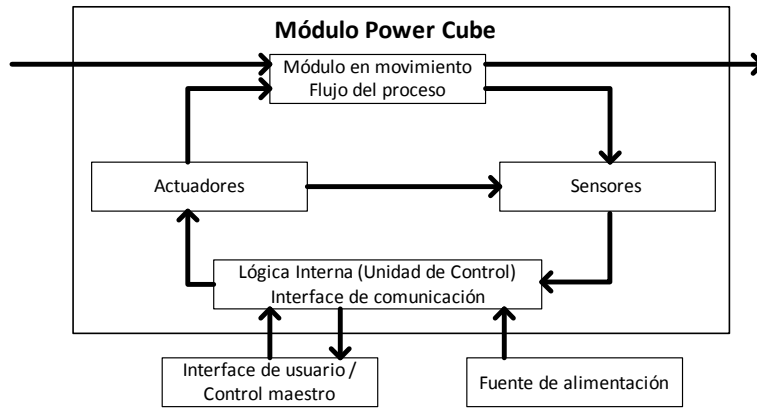 Módulo Power Cube
Módulo en movimiento
Flujo del proceso
Actuadores
Sensores
Lógica Interna (Unidad de Control)
Interface de comunicación
Interface de usuario /
Control maestro
Fuente de alimentación